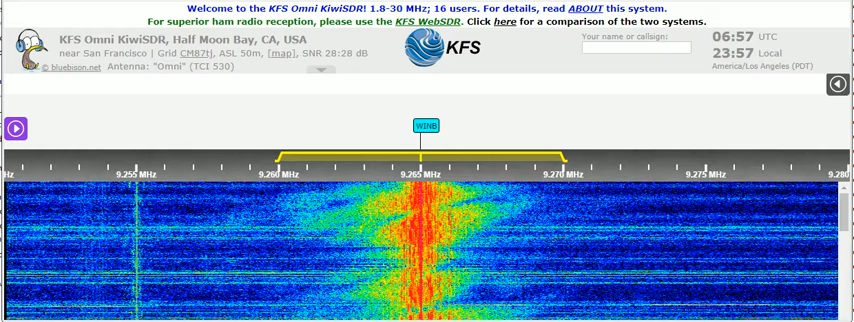 Welcome to the KFS Omni KiwiSDR! 1.8-30 MHz; 16 users. For details, read ABOUT this system.
For superior ham radio reception, please use the KFS WebSDR. Click here for a comparison of the two systems.
KFS Omni KiwiSDR, Half Moon Bay, CA, USA
near San Francisco | Grid CM87tj, ASL 50m, [map], SNR 28:28 dB
© bluebison.net Antenna: "Omni" (TCI 530)
KFS
Your name or callsign:
06:57 UTC
23:57 Local
America/Los Angeles (PDT)
WINB
Hz 9.255 MHz 9.260 MHz 9.265 MHz 9.270 MHz 9.275 MHz 9.280